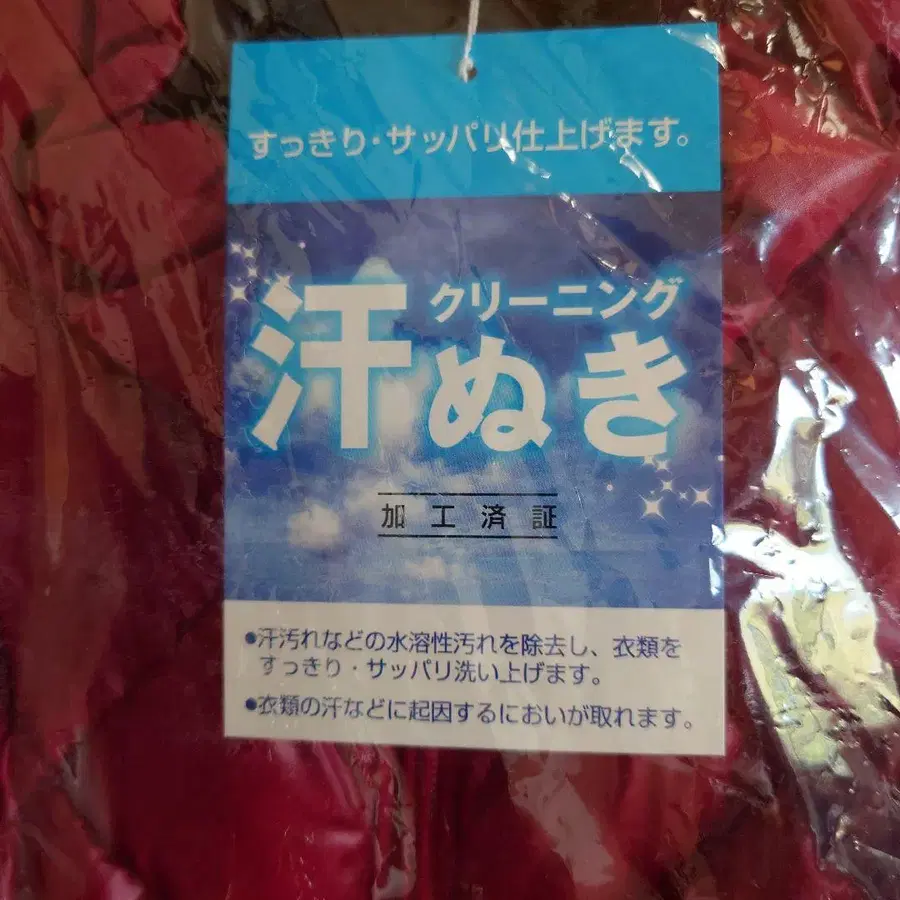 すっきり・サッパリ仕上げます。
クリーニング
汗ぬき
加工済証
●汗汚れなどの水溶性汚れを除去し、衣類を
すっきり・サッパリ洗い上げます。
●衣類の汗などに起因するにおいが取れます。